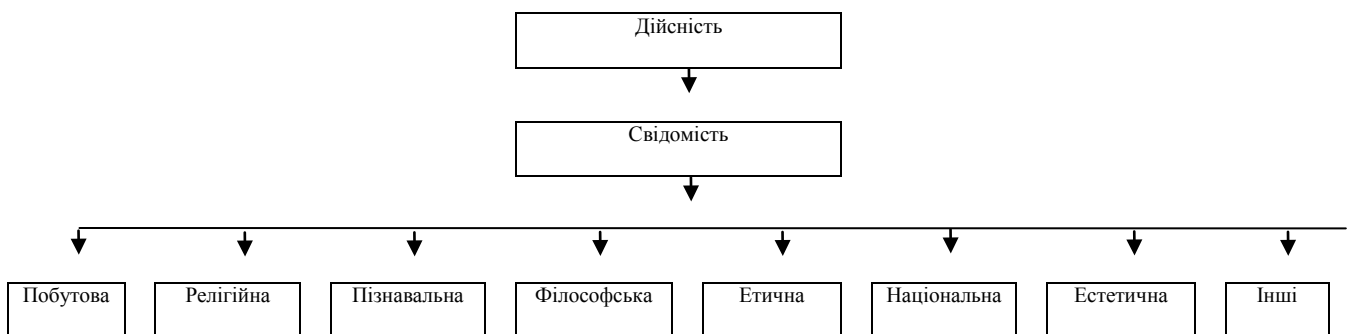 Дійсність
Свідомість
Побутова
Релігійна
Пізнавальна
Філософська
Етична
Національна
Естетична
Інші